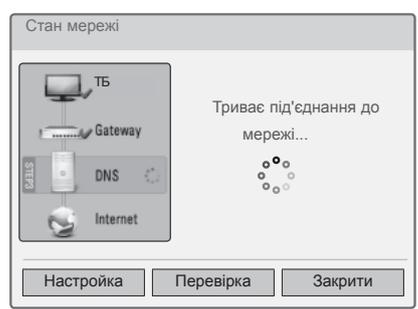 Стан мережі
ТБ
Gateway
STEP3
DNS
Internet
Триває під'єднання до
мережі...
Настройка
Перевірка
Закрити